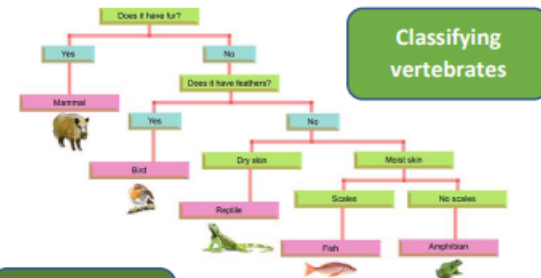 Does it have fur?
Classifying
vertebrates
Yes
No
Does it have feathers?
Mammal
Yes
No
Bird
Dry skin
Moist skin
Reptile
Scales
No scales
Fish
Amphibian